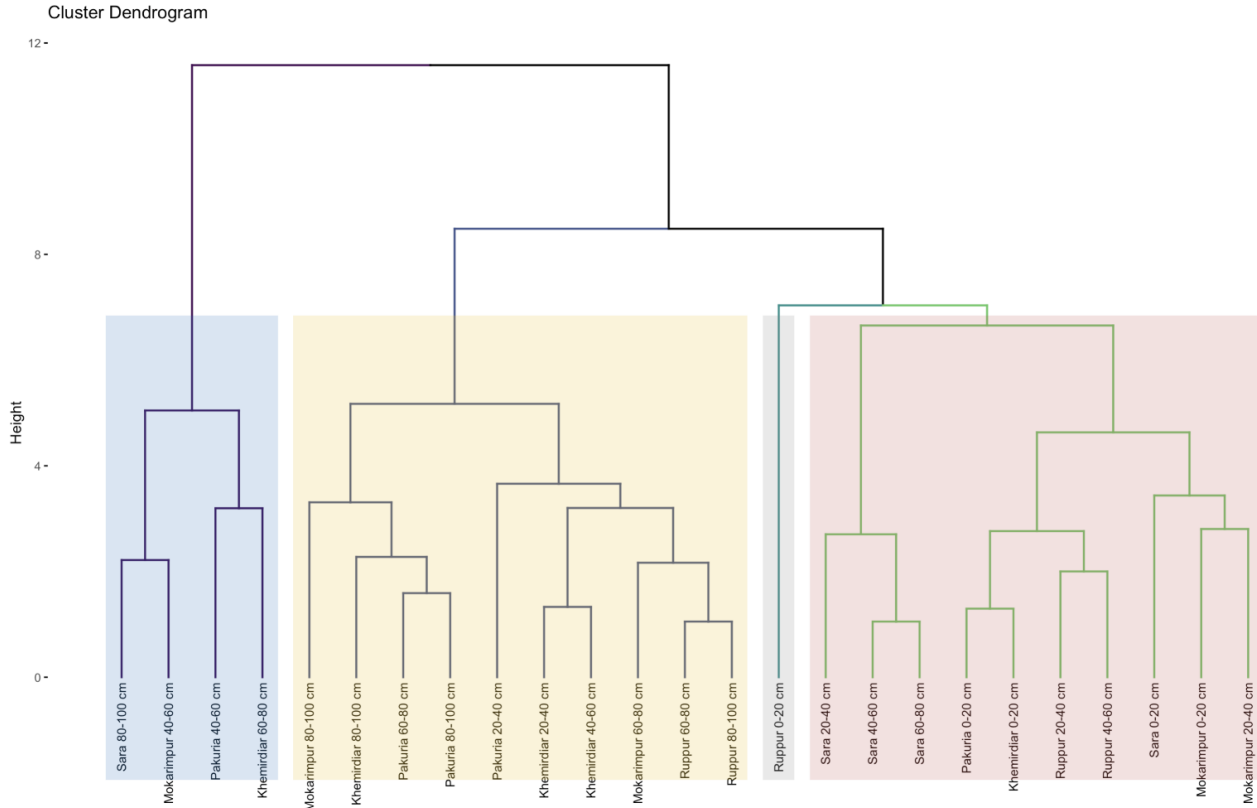 Cluster Dendrogram
12
8
4
0
Height
Sara 80-100 cm
Mokarimpur 40-60 cm
Pakuria 40-60 cm
Khemirdiar 60-80 cm
Mokarimpur 80-100 cm
Khemirdiar 80-100 cm
Pakuria 60-80 cm
Pakuria 80-100 cm
Pakuria 20-40 cm
Khemirdiar 20-40 cm
Khemirdiar 40-60 cm
Mokarimpur 60-80 cm
Ruppur 60-80 cm
Ruppur 80-100 cm
Ruppur 0-20 cm
Sara 20-40 cm
Sara 40-60 cm
Sara 60-80 cm
Pakuria 0-20 cm
Khemirdiar 0-20 cm
Ruppur 20-40 cm
Ruppur 40-60 cm
Sara 0-20 cm
Mokarimpur 0-20 cm
Mokarimpur 20-40 cm